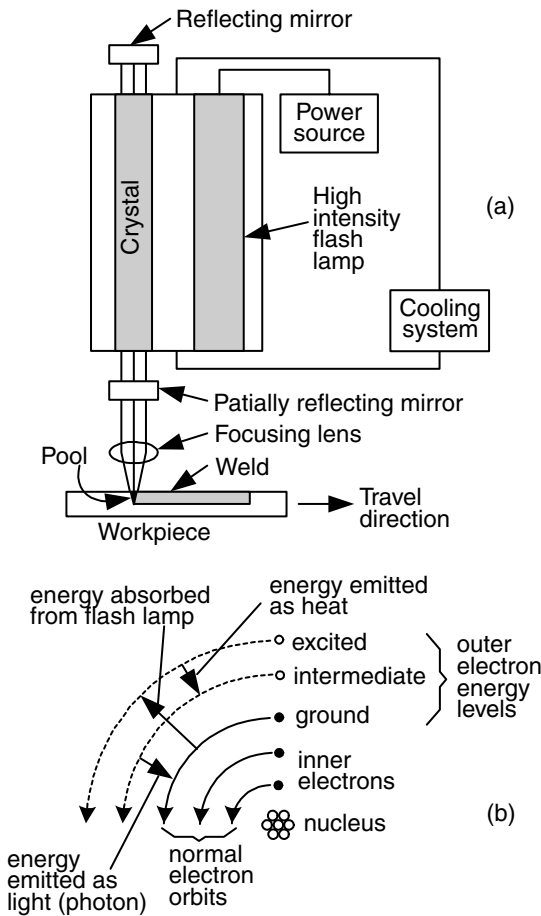 Reflecting mirror
Power
source
Crystal
High
intensity
flash
lamp
(a)
Cooling
system
Patially reflecting mirror
Focusing lens
Pool
Weld
Travel
direction
Workpiece
energy absorbed
from flash lamp
energy emitted
as heat
excited
intermediate
ground
outer
electron
energy
levels
inner
electrons
nucleus
(b)
energy
emitted as
light (photon)
normal
electron
orbits